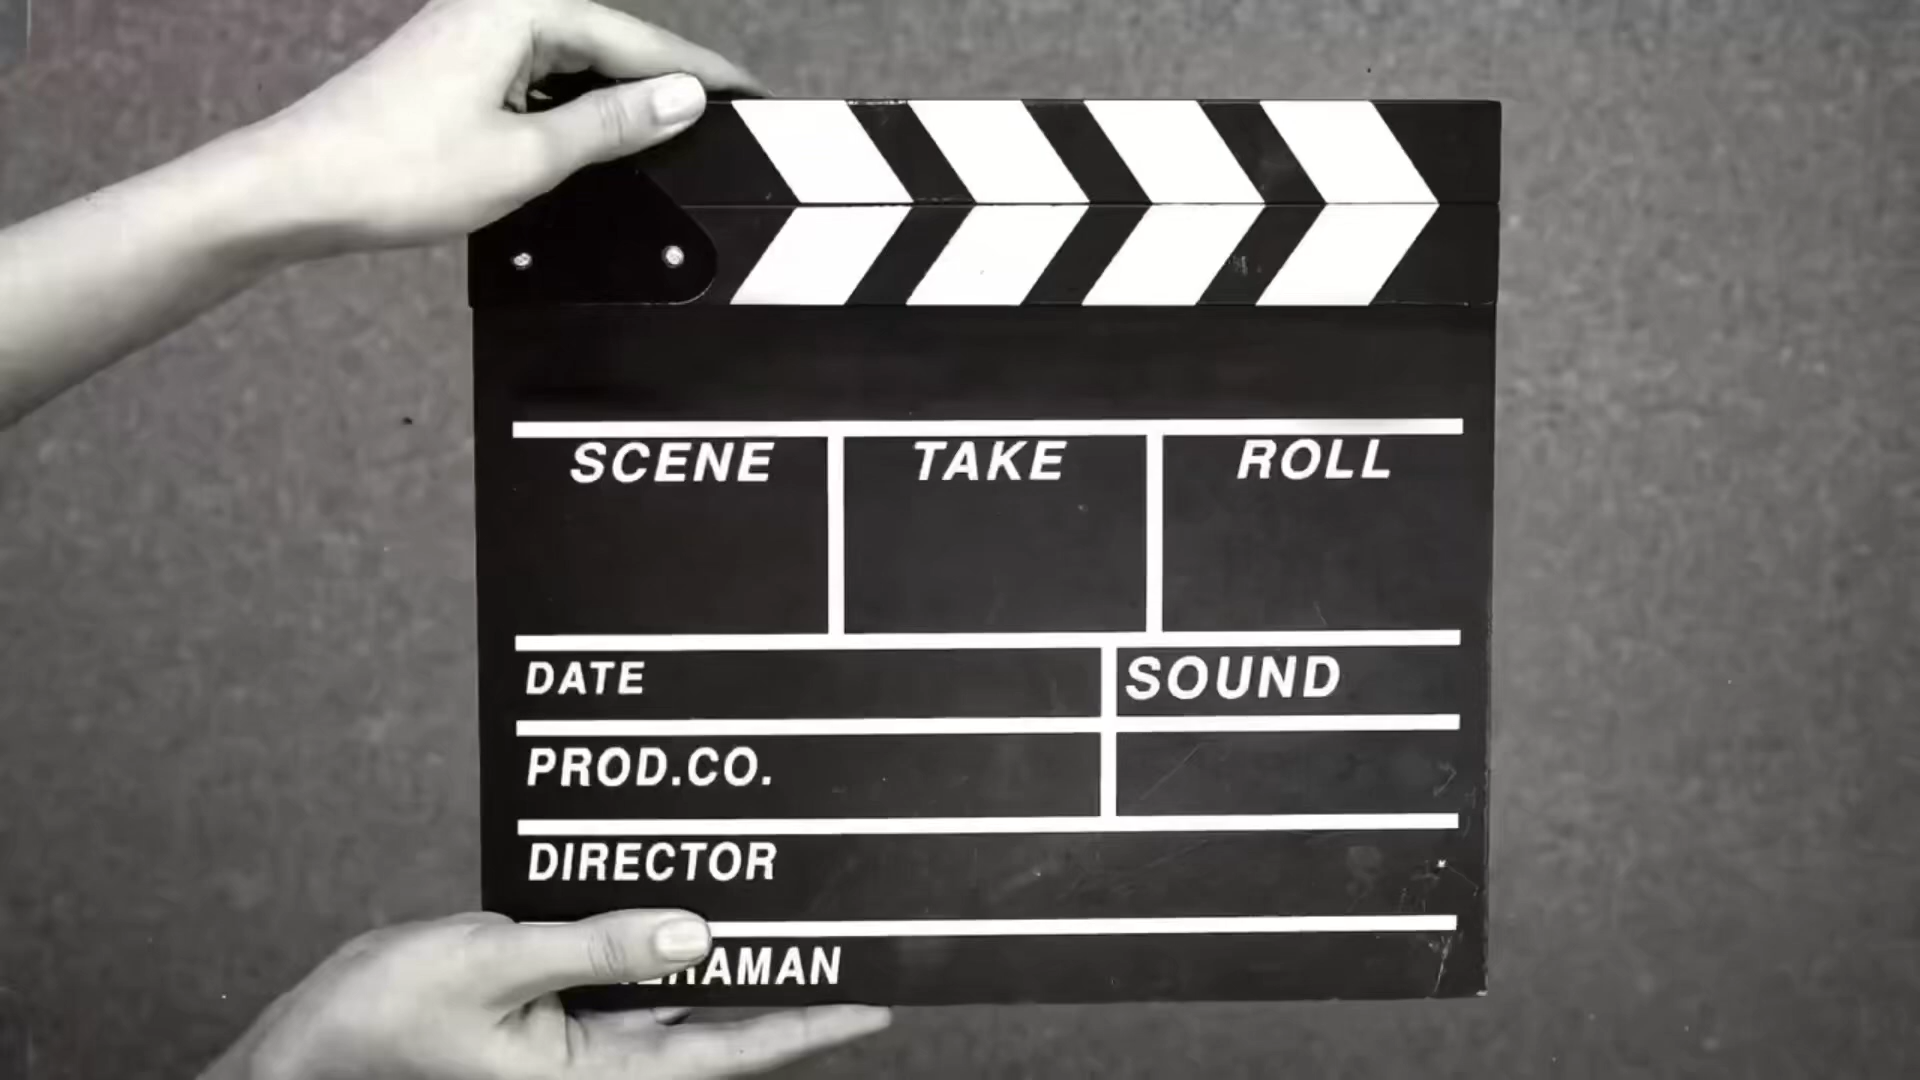 SCENE TAKE ROLL
DATE SOUND
PROD.CO.
DIRECTOR